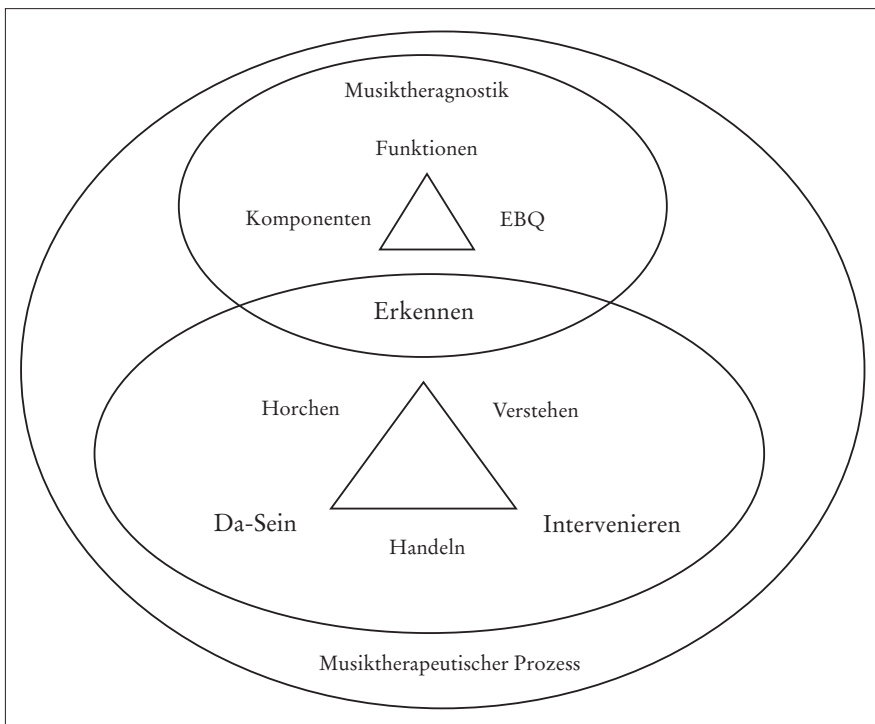 Musiktheragnostik
Funktionen
Komponenten EBQ
Erkennen
Horchen Verstehen
Da-Sein Intervenieren
Handeln
Musiktherapeutischer Prozess